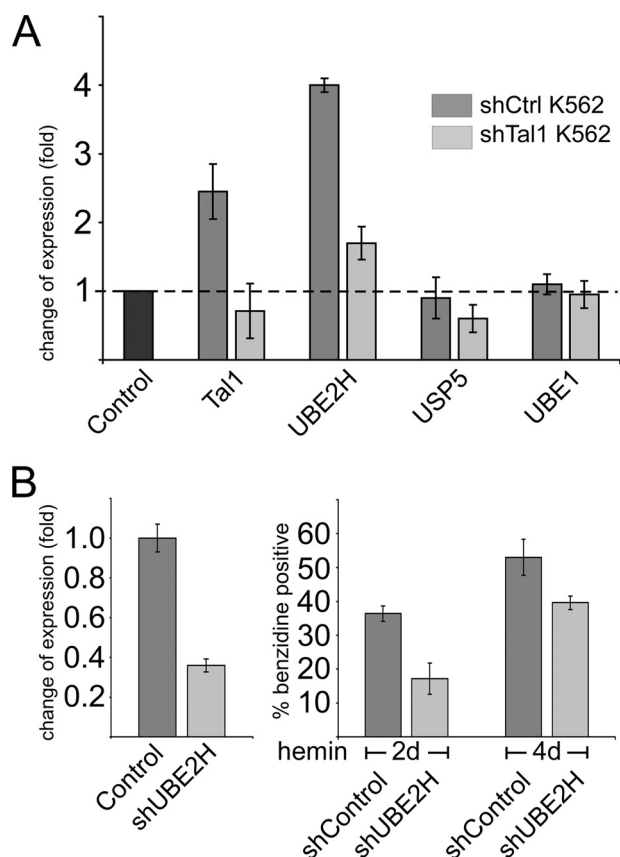 A
change of expression (fold)
4
3
2
1
shCtrl K562
shTal1 K562
Control
Tal1
UBE2H
USP5
UBE1
B
change of expression (fold)
1.0
0.8
0.6
0.4
0.2
Control
shUBE2H
% benzidine positive
60
50
40
30
20
10
hemin 2d 4d
shControl
shUBE2H
shControl
shUBE2H